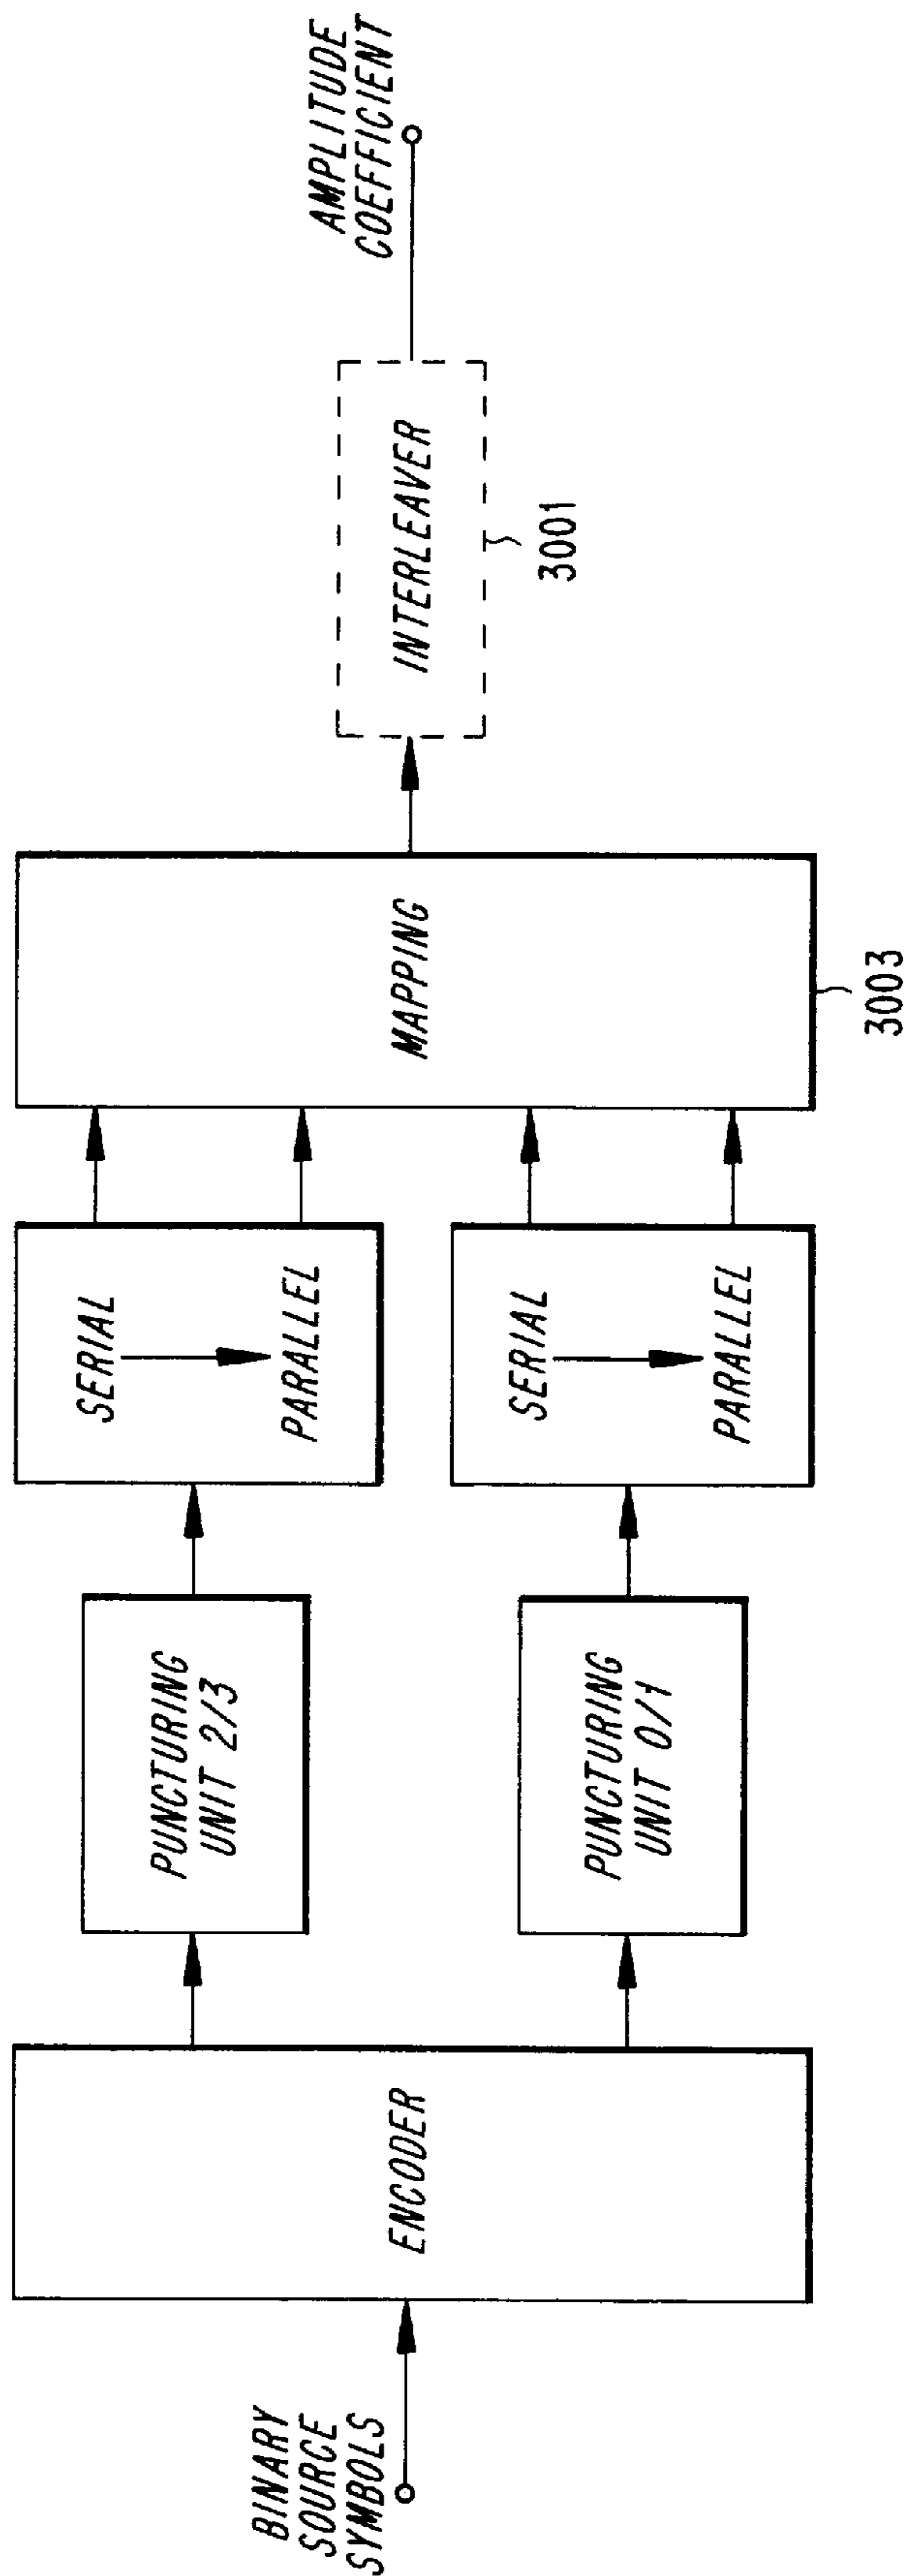 BINARY
SOURCE
SYMBOLS
ENCODER
PUNCTURING
UNIT 2/3
PUNCTURING
UNIT 0/1
SERIAL
PARALLEL
SERIAL
PARALLEL
MAPPING
3003
INTERLEAVER
3001
AMPLITUDE
COEFFICIENT